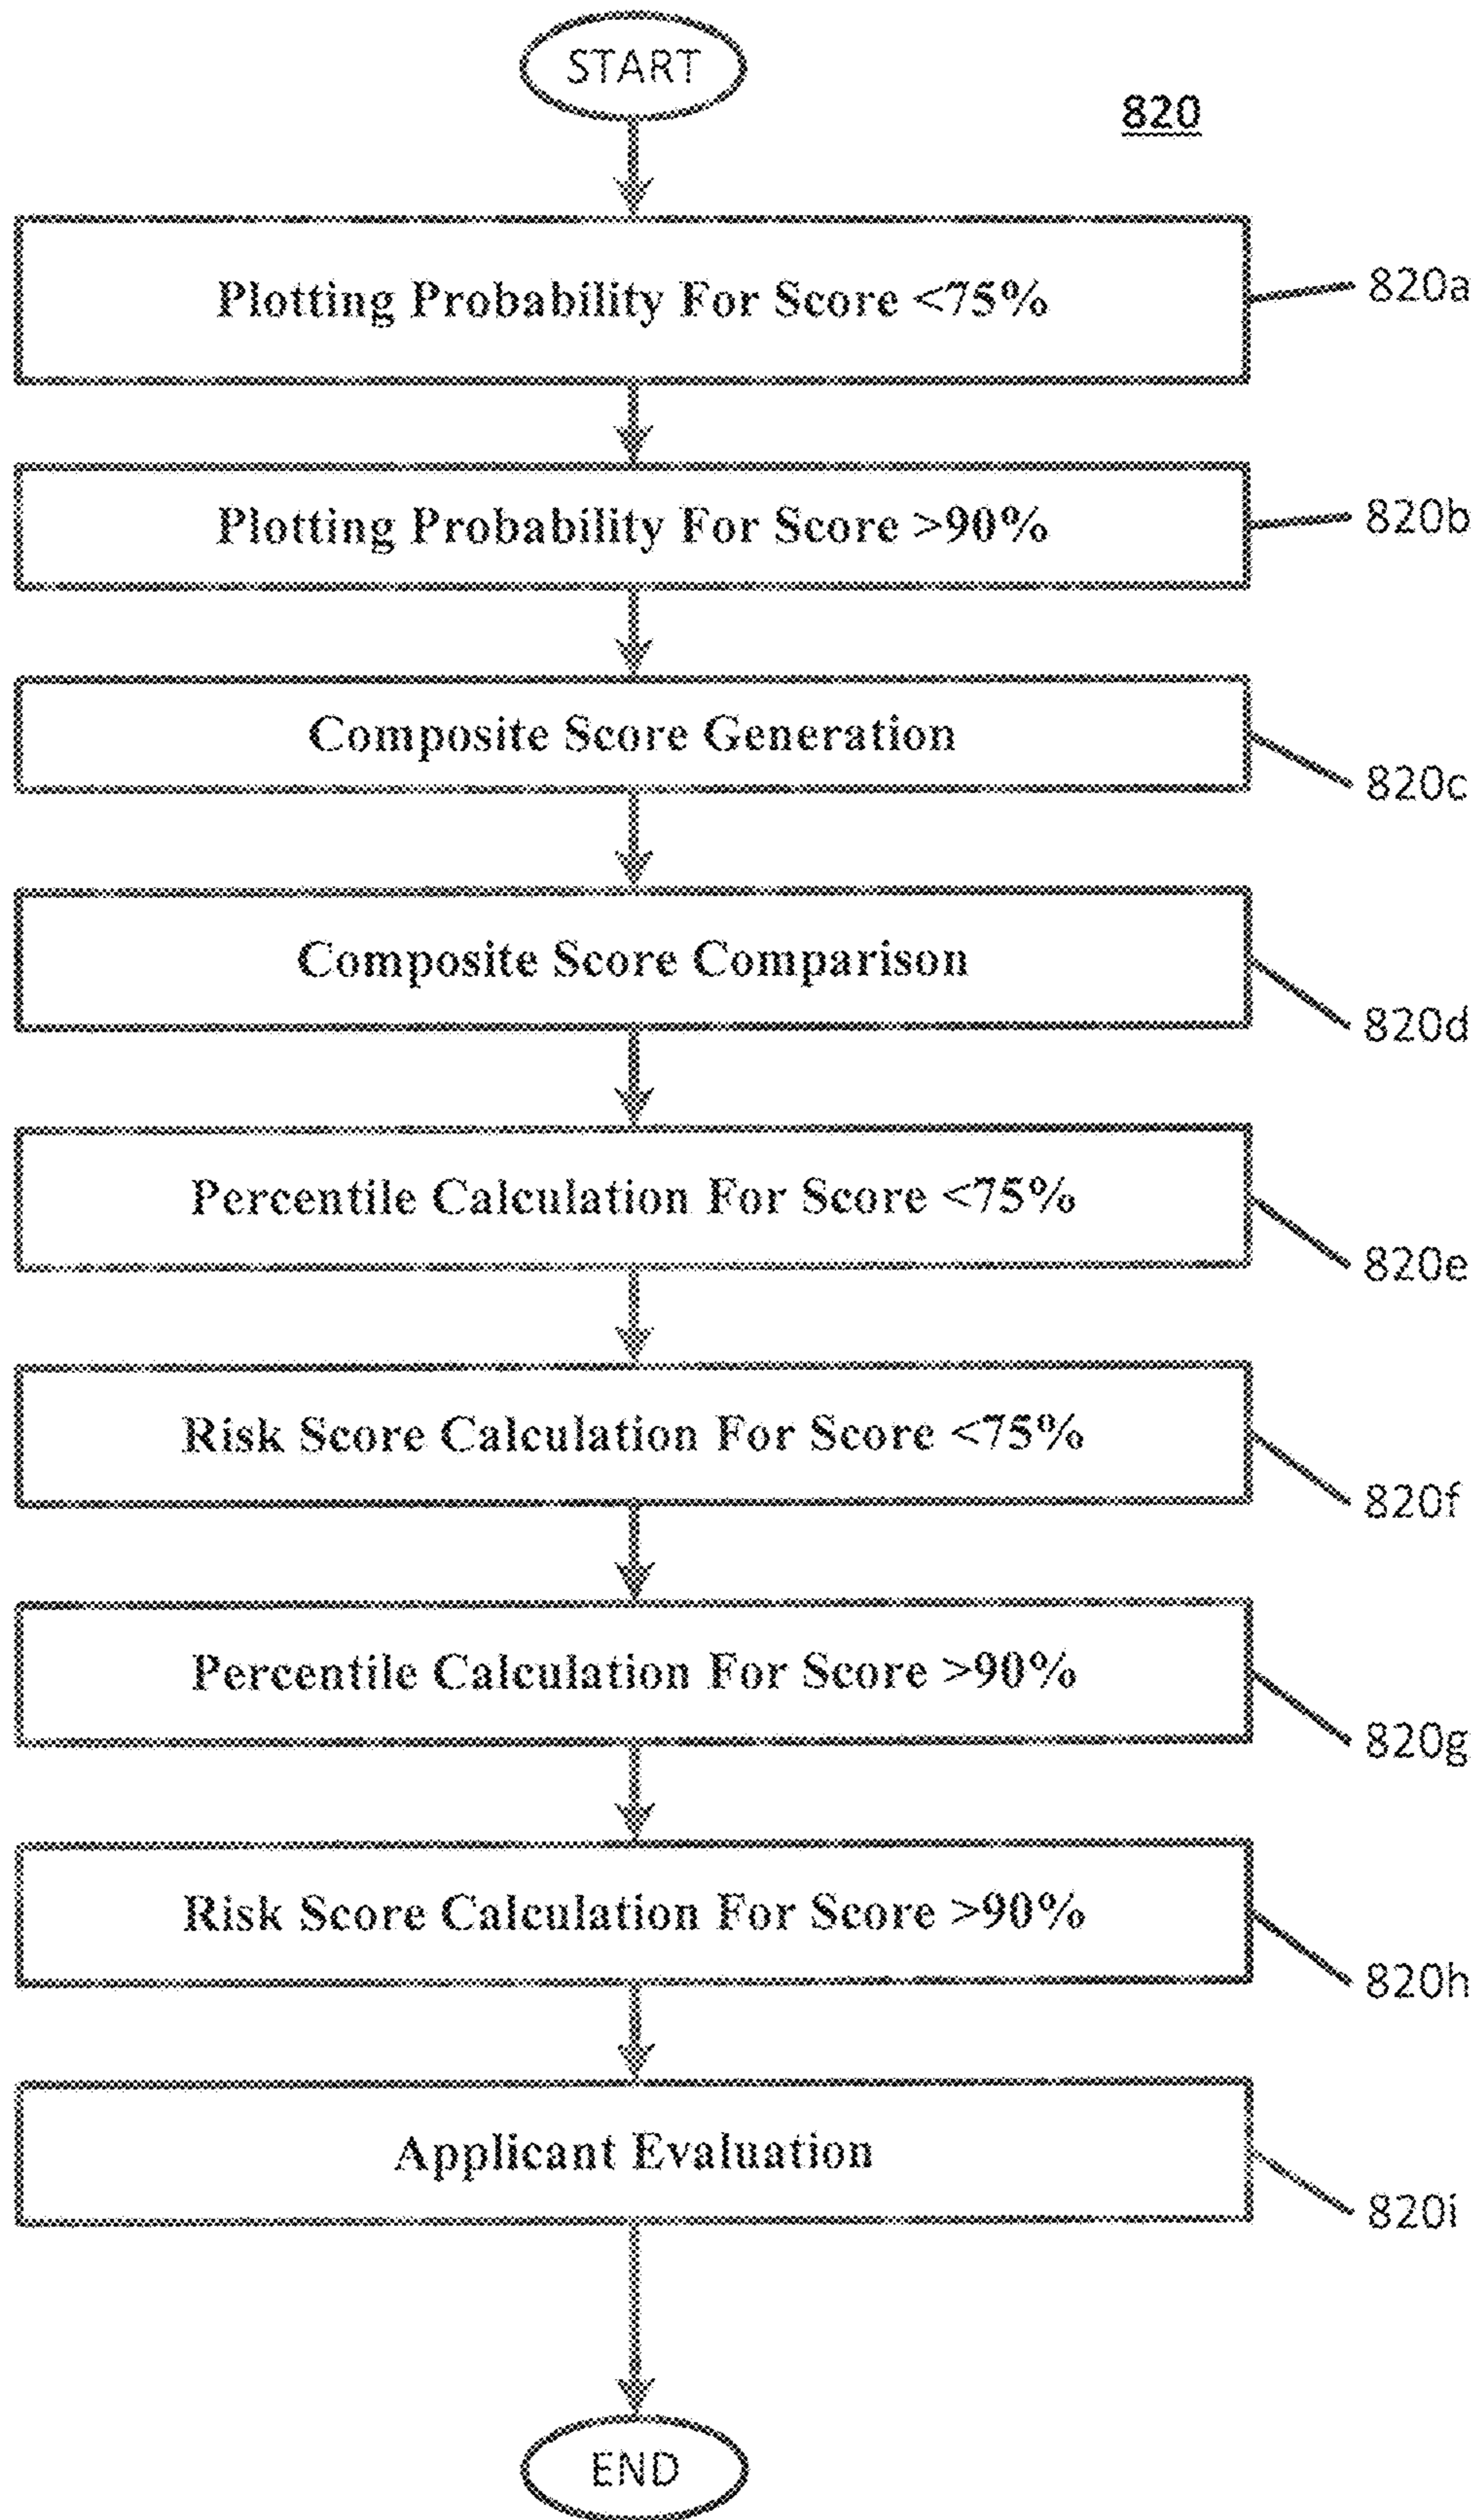 START
820
Plotting Probability For Score <75%
820a
Plotting Probability For Score >90%
820b
Composite Score Generation
820c
Composite Score Comparison
820d
Percentile Calculation For Score <75%
820e
Risk Score Calculation For Score <75%
820f
Percentile Calculation For Score >90%
820g
Risk Score Calculation For Score >90%
820h
Applicant Evaluation
820i
END